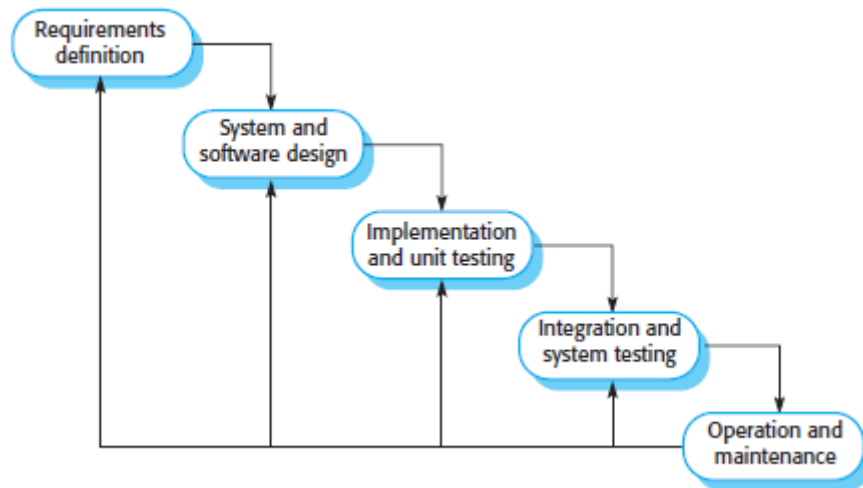 Requirements
definition
System and
software design
Implementation
and unit testing
Integration and
system testing
Operation and
maintenance